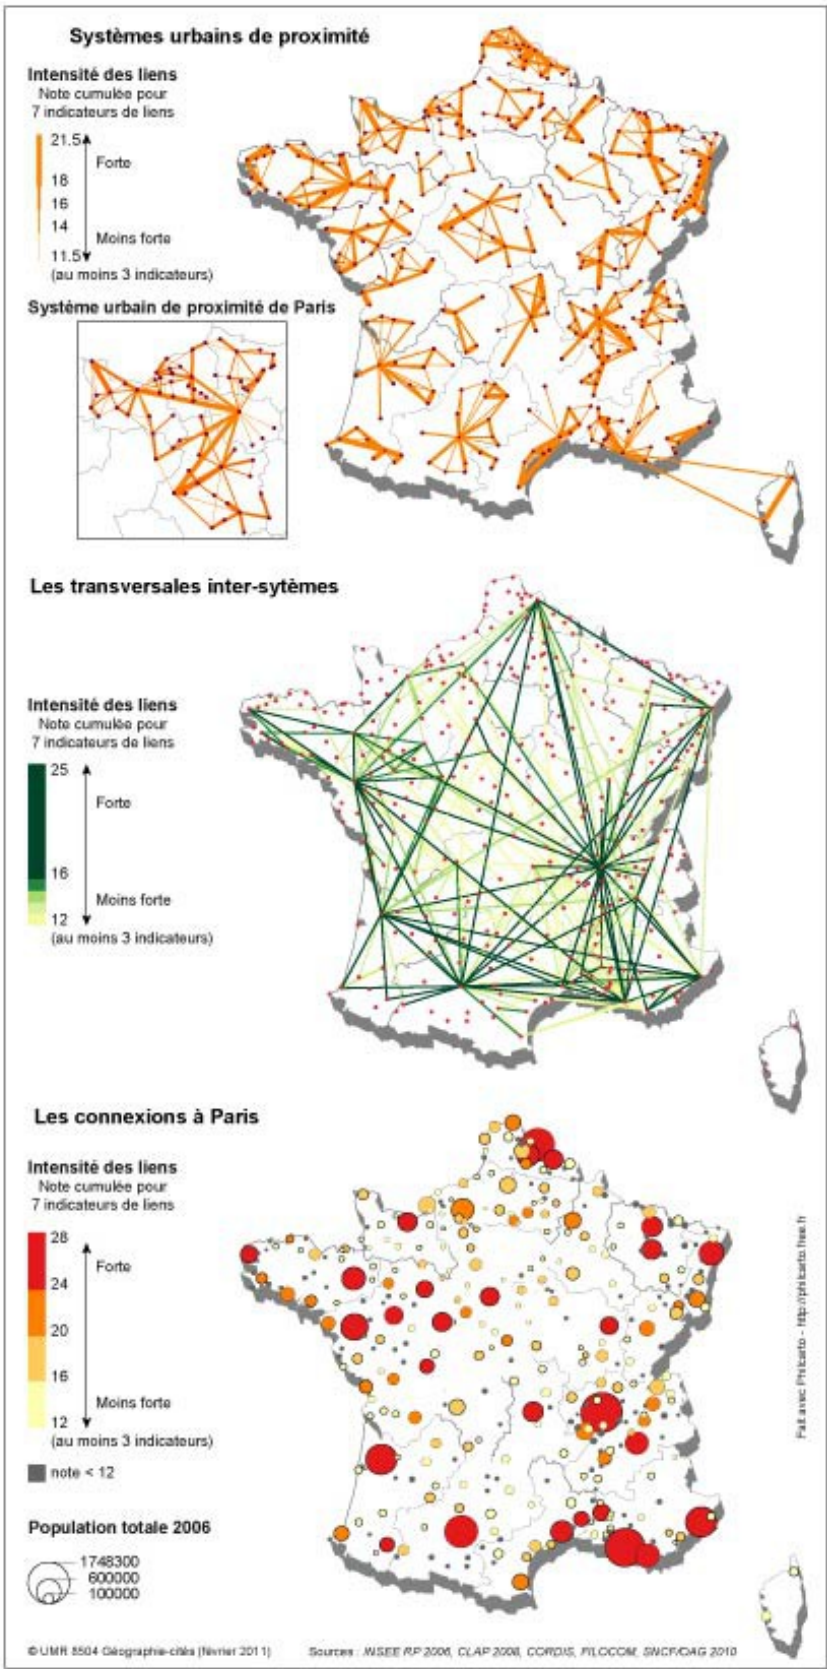 Systèmes urbains de proximité
Intensité des liens
Note cumulée pour
7 indicateurs de liens
21.5
Forte
18
16
14
Moins forte
11.5
(au moins 3 indicateurs)
Système urbain de proximité de Paris
Les transversales inter-sytèmes
Intensité des liens
Note cumulée pour
7 indicateurs de liens
25
Forte
16
Moins forte
12
(au moins 3 indicateurs)
Les connexions à Paris
Intensité des liens
Note cumulée pour
7 indicateurs de liens
28
Forte
24
20
16
Moins forte
12
(au moins 3 indicateurs)
note < 12
Population totale 2006
1748300
600000
100000
Fait avec Philcarto - http://philcarto.free.fr
© UMR 8504 Géographie-cités (février 2011)
Sources : INSEE RP 2006, CLAP 2008, CORDIS, FILOCOM, SNCF/OAG 2010